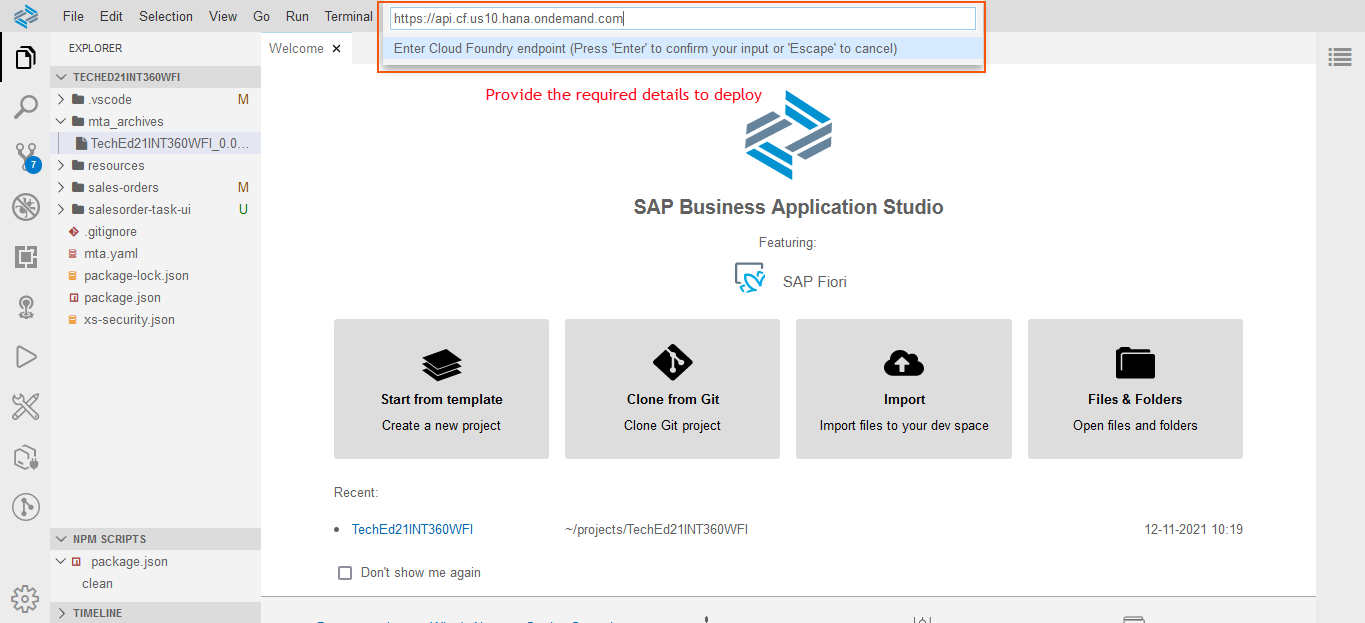 File Edit Selection View Go Run Terminal
https://api.cf.us10.hana.ondemand.com
Enter Cloud Foundry endpoint (Press 'Enter' to confirm your input or 'Escape' to cancel)
EXPLORER
Welcome ×
TECHED21INT360WFI
.vscode M
mta_archives
TechEd21INT360WFI_0.0...
7
resources
sales-orders M
salesorder-task-ui U
.gitignore
mta.yaml
package-lock.json
package.json
xs-security.json
NPM SCRIPTS
package.json
clean
TIMELINE
Provide the required details to deploy
SAP Business Application Studio
Featuring:
SAP Fiori
Start from template
Create a new project
Clone from Git
Clone Git project
Import
Import files to your dev space
Files & Folders
Open files and folders
Recent:
• TechEd21INT360WFI ~/projects/TechEd21INT360WFI 12-11-2021 10:19
Don't show me again